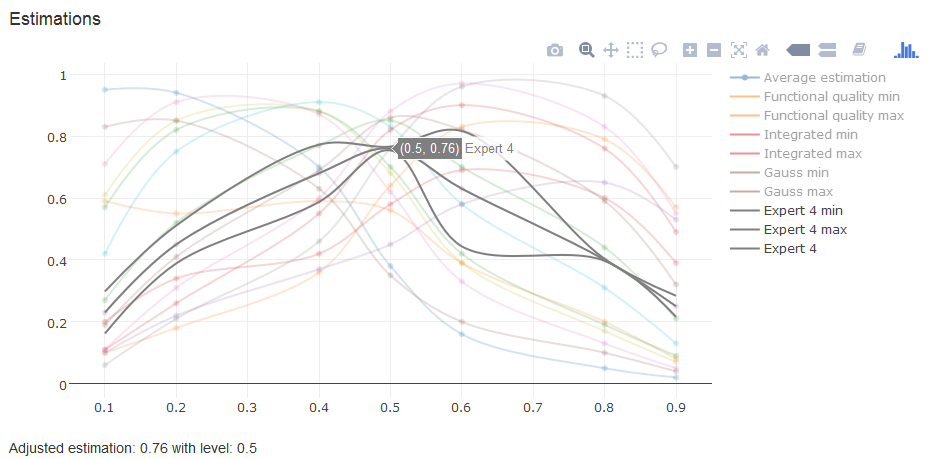 Estimations
1
0.8
0.6
0.4
0.2
0
0.1 0.2 0.3 0.4 0.5 0.6 0.7 0.8 0.9
(0.5, 0.76) Expert 4
Average estimation
Functional quality min
Functional quality max
Integrated min
Integrated max
Gauss min
Gauss max
Expert 4 min
Expert 4 max
Expert 4
Adjusted estimation: 0.76 with level: 0.5